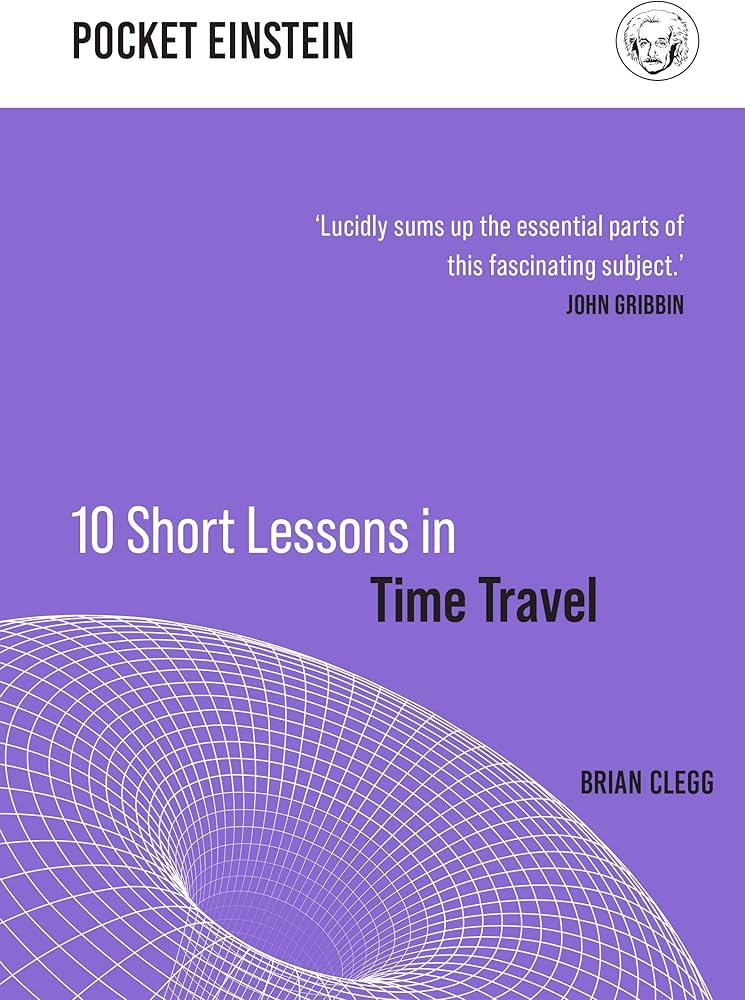 POCKET EINSTEIN
‘Lucidly sums up the essential parts of
this fascinating subject.’
JOHN GRIBBIN
10 Short Lessons in
Time Travel
BRIAN CLEGG